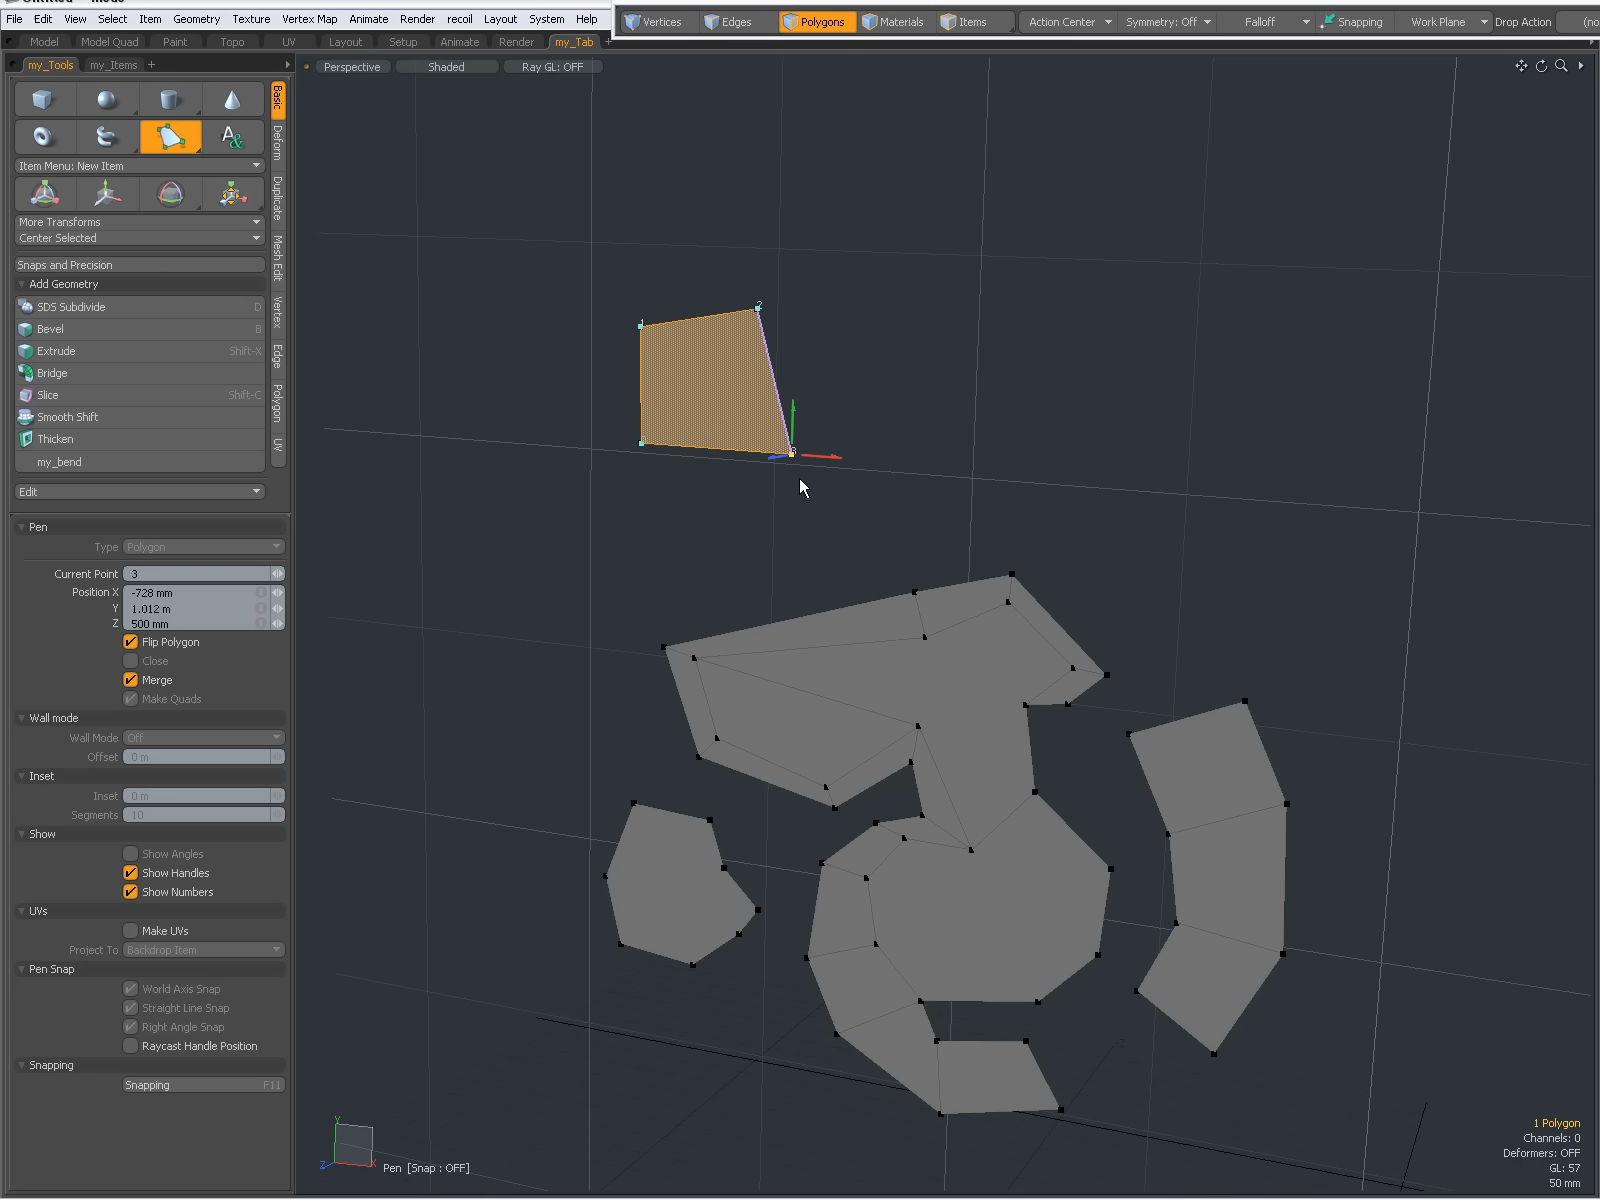 File Edit View Select Item Geometry Texture Vertex Map Animate Render recoil Layout System Help
Vertices Edges Polygons Materials Items Action Center Symmetry: Off Falloff Snapping Work Plane Drop Action (no
Model Model Quad Paint Topo UV Layout Setup Animate Render my_Tab +
my_Tools my_Items +
Perspective Shaded Ray GL: OFF
Basic
Deform
Duplicate
Mesh Edit
Vertex
Edge
Polygon
UV
A&
Item Menu: New Item
More Transforms
Center Selected
Snaps and Precision
Add Geometry
SDS Subdivide D
Bevel B
Extrude Shift-X
Bridge
Slice Shift-C
Smooth Shift
Thicken
my_bend
Edit
Pen
Type Polygon
Current Point 3
Position X -728 mm
Y 1.012 m
Z 500 mm
Flip Polygon
Close
Merge
Make Quads
Wall mode
Wall Mode Off
Offset 0 m
Inset
Inset 0 m
Segments 10
Show
Show Angles
Show Handles
Show Numbers
UVs
Make UVs
Project To Backdrop Item
Pen Snap
World Axis Snap
Straight Line Snap
Right Angle Snap
Raycast Handle Position
Snapping
Snapping F11
1
2
3
-Z
Y
Z
X
Pen [Snap : OFF]
1 Polygon
Channels: 0
Deformers: OFF
GL: 57
50 mm